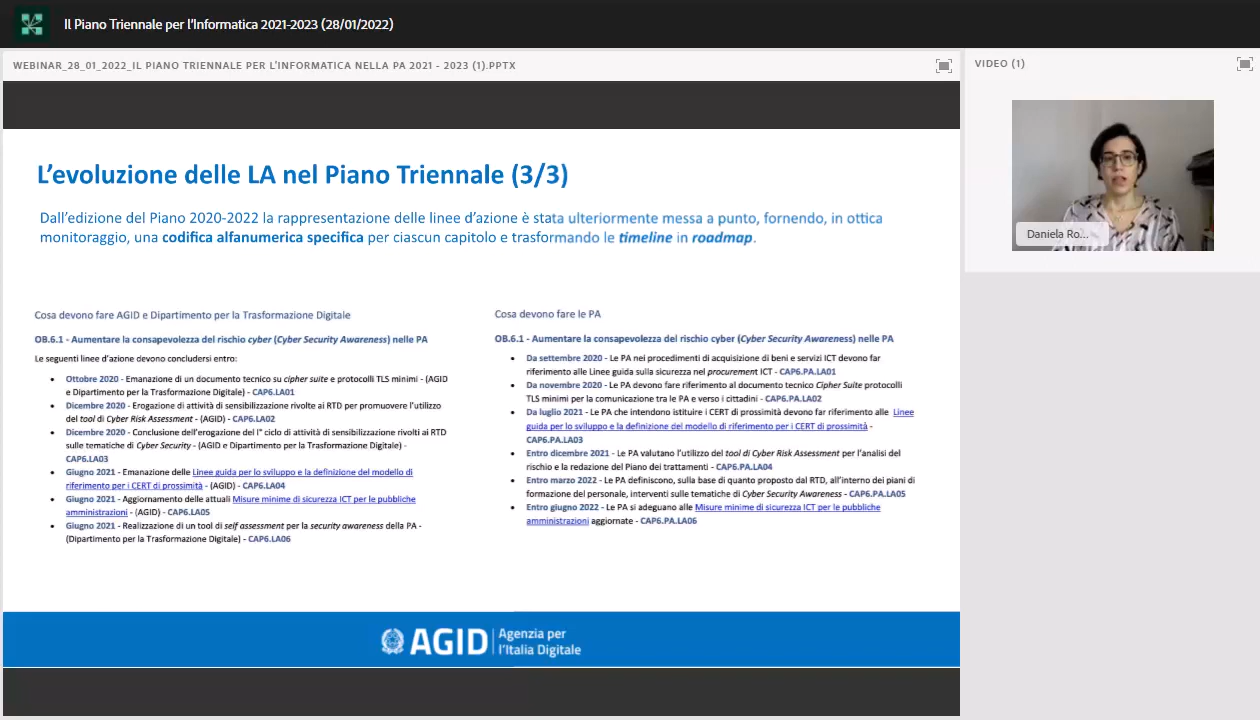 Il Piano Triennale per l'Informatica 2021-2023 (28/01/2022)
WEBINAR_28_01_2022_IL PIANO TRIENNALE PER L'INFORMATICA NELLA PA 2021 - 2023 (1).PPTX
VIDEO (1)
L'evoluzione delle LA nel Piano Triennale (3/3)
Dall'edizione del Piano 2020-2022 la rappresentazione delle linee d'azione è stata ulteriormente messa a punto, fornendo, in ottica
monitoraggio, una codifica alfanumerica specifica per ciascun capitolo e trasformando le timeline in roadmap.
Cosa devono fare AGID e Dipartimento per la Trasformazione Digitale
OB.6.1 - Aumentare la consapevolezza del rischio cyber (Cyber Security Awareness) nelle PA
Le seguenti linee d'azione devono concludersi entro:
• Ottobre 2020 - Emanazione di un documento tecnico su cipher suite e protocolli TLS minimi - (AGID
e Dipartimento per la Trasformazione Digitale) - CAP6.LA01
• Dicembre 2020 - Erogazione di attività di sensibilizzazione rivolte ai RTD per promuovere l'utilizzo
del tool di Cyber Risk Assessment - (AGID) - CAP6.LA02
• Dicembre 2020 - Conclusione dell'erogazione del I° ciclo di attività di sensibilizzazione rivolti ai RTD
sulle tematiche di Cyber Security - (AGID e Dipartimento per la Trasformazione Digitale) -
CAP6.LA03
• Giugno 2021 - Emanazione delle Linee guida per lo sviluppo e la definizione del modello di
riferimento per i CERT di prossimità - (AGID) - CAP6.LA04
• Giugno 2021 - Aggiornamento delle attuali Misure minime di sicurezza ICT per le pubbliche
amministrazioni - (AGID) - CAP6.LA05
• Giugno 2021 - Realizzazione di un tool di self assessment per la security awareness della PA -
(Dipartimento per la Trasformazione Digitale) - CAP6.LA06
Cosa devono fare le PA
OB.6.1 - Aumentare la consapevolezza del rischio cyber (Cyber Security Awareness) nelle PA
• Da settembre 2020 - Le PA nei procedimenti di acquisizione di beni e servizi ICT devono far
riferimento alle Linee guida sulla sicurezza nel procurement ICT - CAP6.PA.LA01
• Da novembre 2020 - Le PA devono fare riferimento al documento tecnico Cipher Suite protocolli
TLS minimi per la comunicazione tra le PA e verso i cittadini - CAP6.PA.LA02
• Da luglio 2021 - Le PA che intendono istituire i CERT di prossimità devono far riferimento alle Linee
guida per lo sviluppo e la definizione del modello di riferimento per i CERT di prossimità -
CAP6.PA.LA03
• Entro dicembre 2021 - Le PA valutano l'utilizzo del tool di Cyber Risk Assessment per l'analisi del
rischio e la redazione del Piano dei trattamenti - CAP6.PA.LA04
• Entro marzo 2022 - Le PA definiscono, sulla base di quanto proposto dal RTD, all'interno dei piani di
formazione del personale, interventi sulle tematiche di Cyber Security Awareness - CAP6.PA.LA05
• Entro giugno 2022 - Le PA si adeguano alle Misure minime di sicurezza ICT per le pubbliche
amministrazioni aggiornate - CAP6.PA.LA06
AGID Agenzia per
l'Italia Digitale
Daniela Ro...